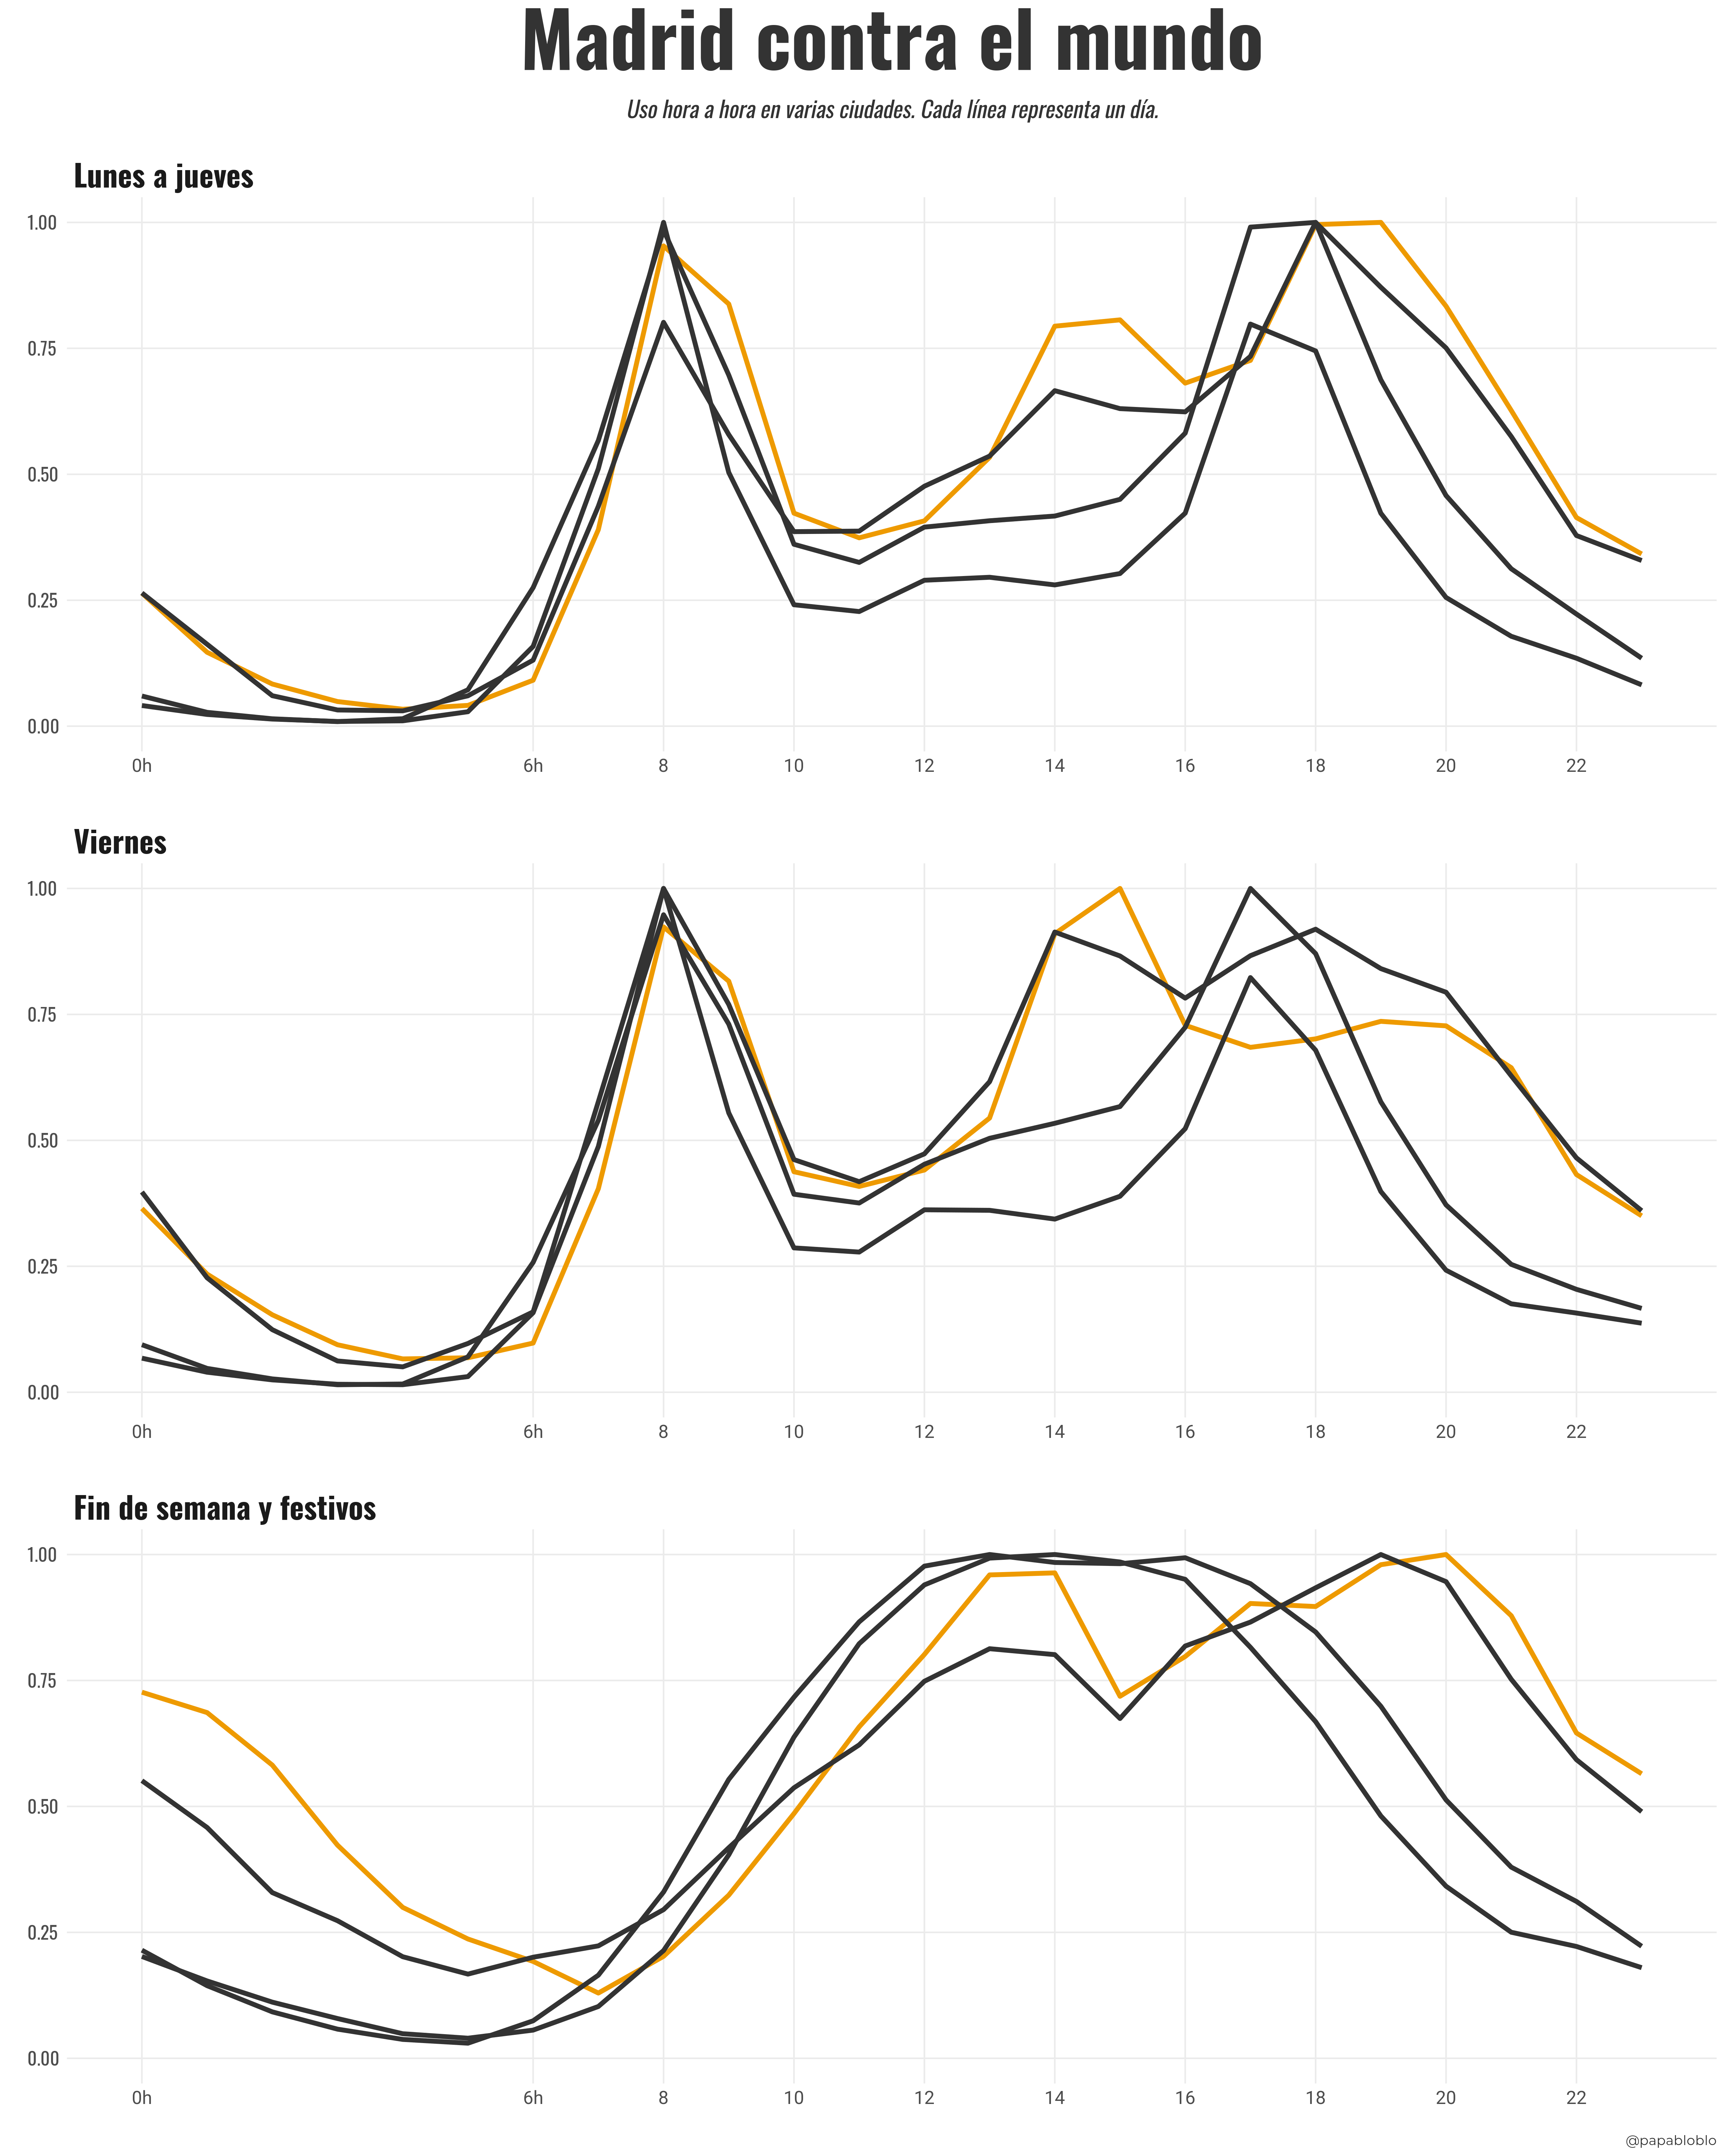 Madrid contra el mundo
Uso hora a hora en varias ciudades. Cada línea representa un día.
Lunes a jueves
1.00
0.75
0.50
0.25
0.00
0h 6h 8 10 12 14 16 18 20 22
Viernes
1.00
0.75
0.50
0.25
0.00
0h 6h 8 10 12 14 16 18 20 22
Fin de semana y festivos
1.00
0.75
0.50
0.25
0.00
0h 6h 8 10 12 14 16 18 20 22
@papabloblo